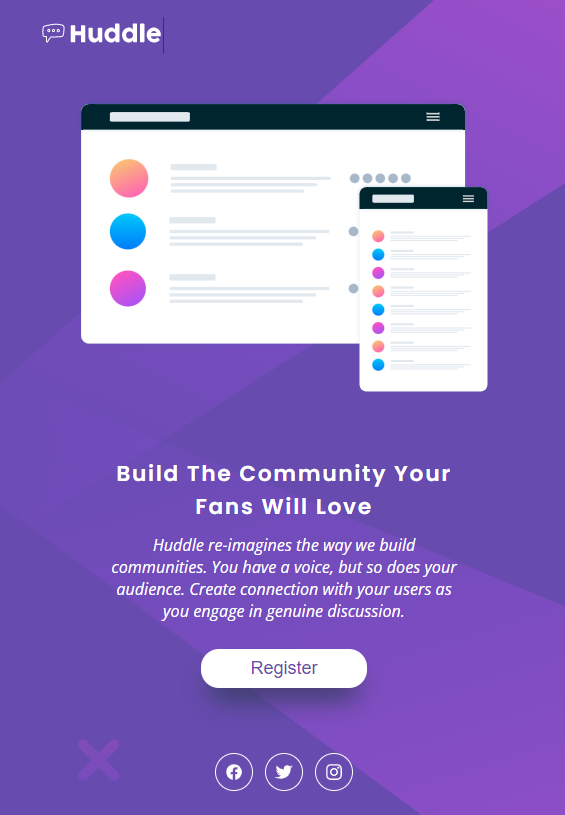 Huddle
Build The Community Your
Fans Will Love
Huddle re-imagines the way we build
communities. You have a voice, but so does your
audience. Create connection with your users as
you engage in genuine discussion.
Register